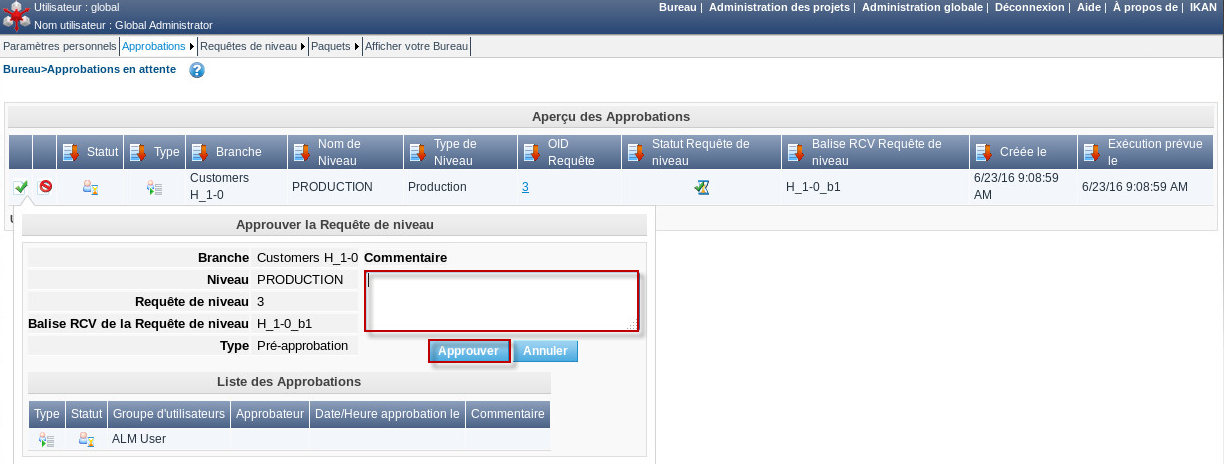 Utilisateur : global
Bureau | Administration des projets | Administration globale | Déconnexion | Aide | À propos de | IKAN
Nom utilisateur : Global Administrator
Paramètres personnels Approbations Requêtes de niveau Paquets Afficher votre Bureau
Bureau>Approbations en attente ?
Aperçu des Approbations
Statut Type Branche Nom de Niveau Type de Niveau OID Requête Statut Requête de niveau Balise RCV Requête de niveau Créée le Exécution prévue le
Customers H_1-0 PRODUCTION Production 3 H_1-0_b1 6/23/16 9:08:59 AM 6/23/16 9:08:59 AM
Approuver la Requête de niveau
Branche Customers H_1-0 Commentaire
Niveau PRODUCTION
Requête de niveau 3
Balise RCV de la Requête de niveau H_1-0_b1
Type Pré-approbation
Approuver Annuler
Liste des Approbations
Type Statut Groupe d'utilisateurs Approbateur Date/Heure approbation le Commentaire
ALM User